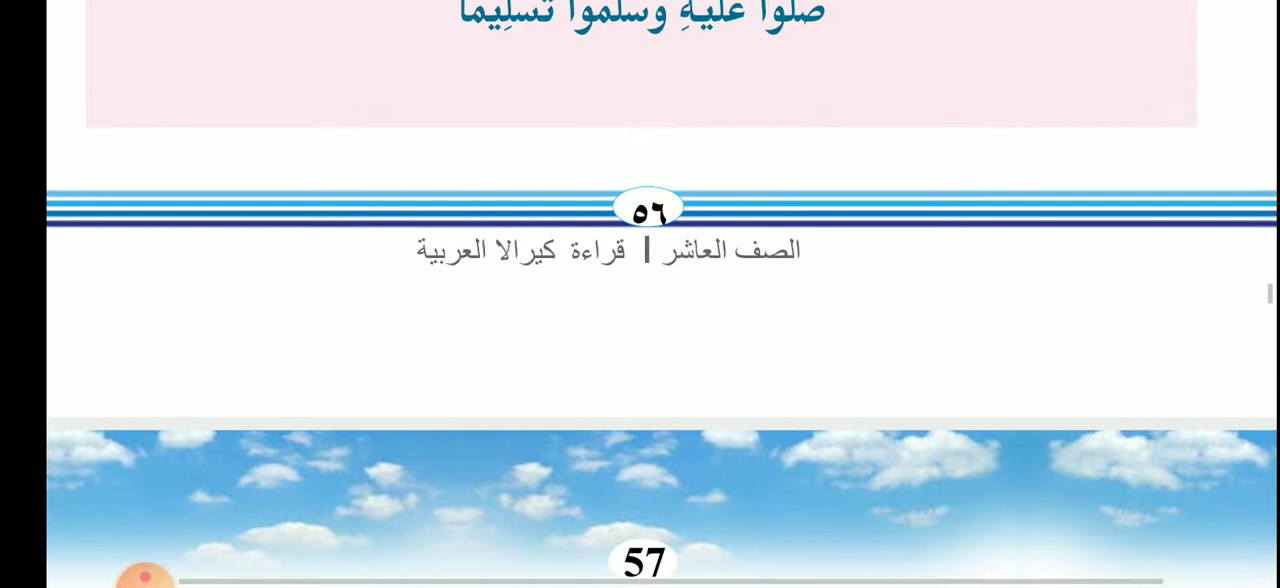 صلوا عليه وسلموا تسليما
٥٦
الصف العاشر | قراءة كيرالا العربية
57